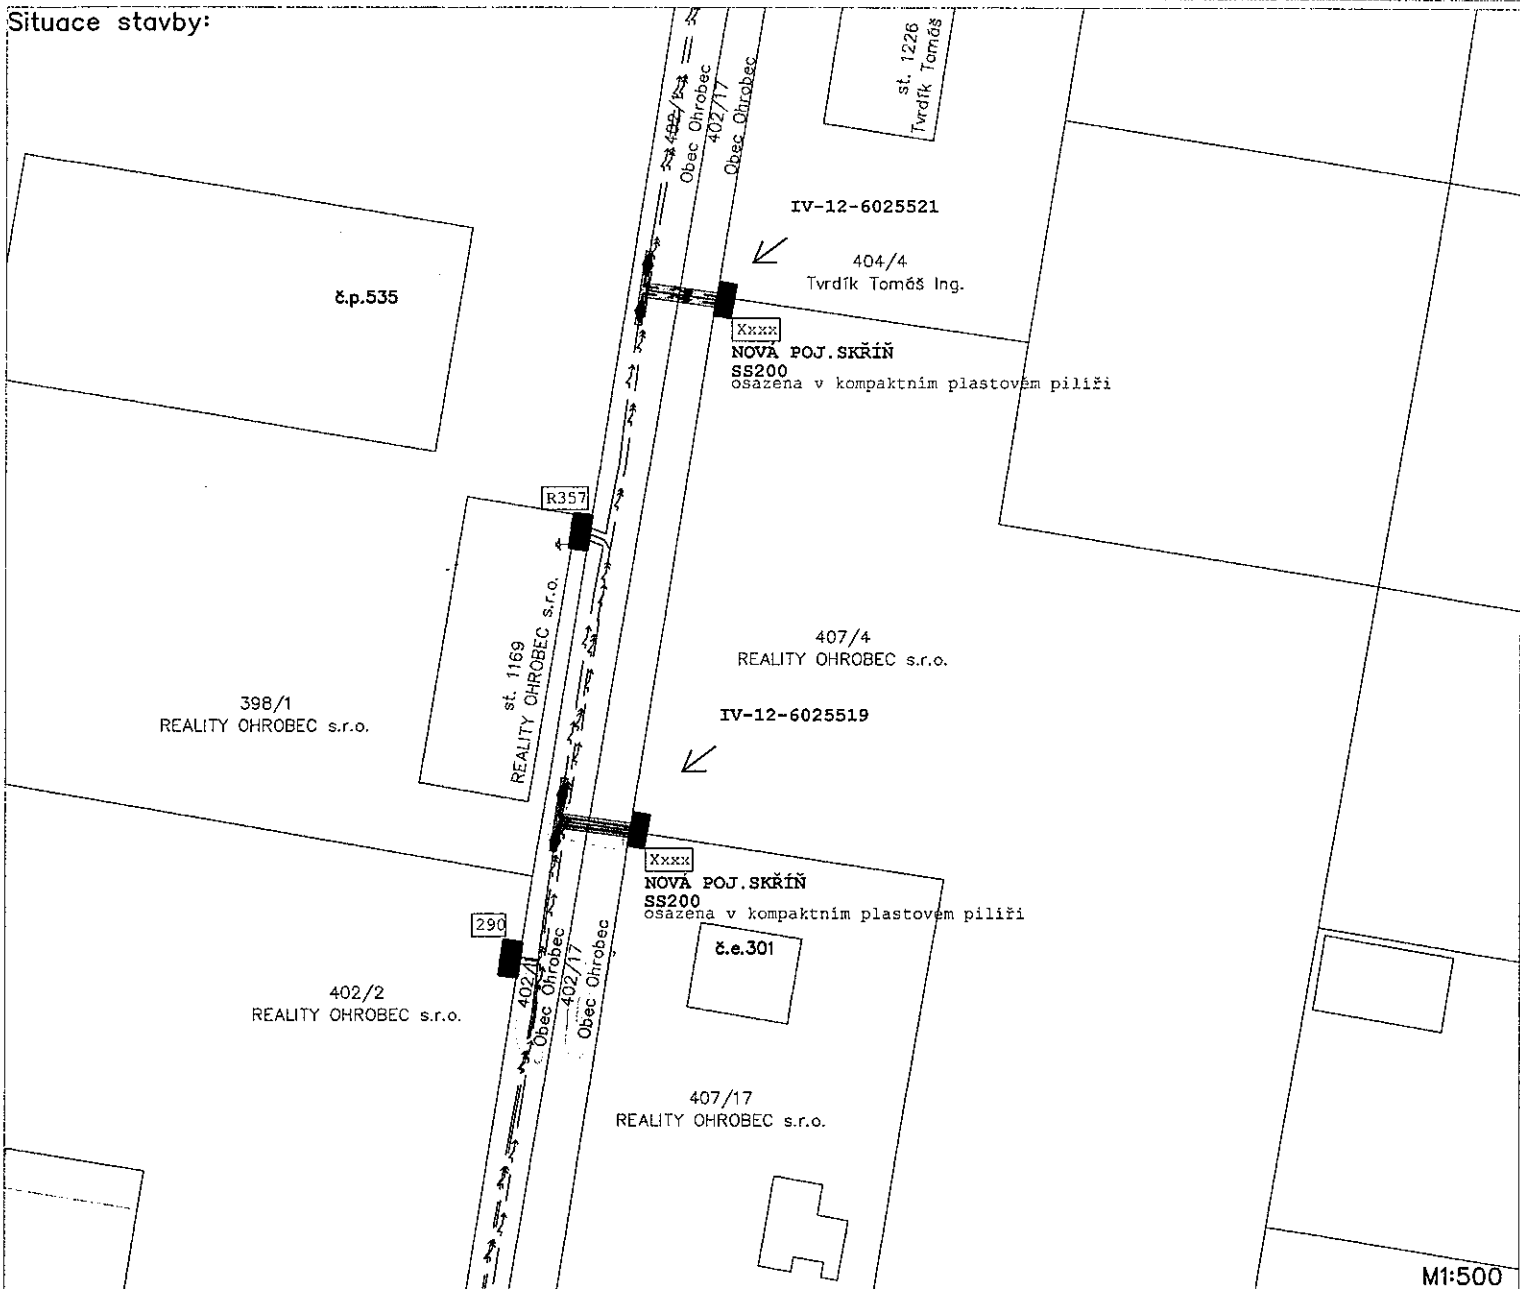 Situace stavby:
st. 1226
Tvrdík Tomáš
Obec Ohrobec
402/17
Obec Ohrobec
IV-12-6025521
404/4
Tvrdík Tomáš Ing.
č.p.535
Xxxx
NOVÁ POJ.SKŘÍŇ
SS200
osazena v kompaktním plastovém pilíři
R357
st. 1169
REALITY OHROBEC s.r.o.
407/4
REALITY OHROBEC s.r.o.
398/1
REALITY OHROBEC s.r.o.
IV-12-6025519
Xxxx
NOVÁ POJ.SKŘÍŇ
SS200
osazena v kompaktním plastovém pilíři
290
č.e.301
Obec Ohrobec
402/17
Obec Ohrobec
402/2
REALITY OHROBEC s.r.o.
407/17
REALITY OHROBEC s.r.o.
M1:500